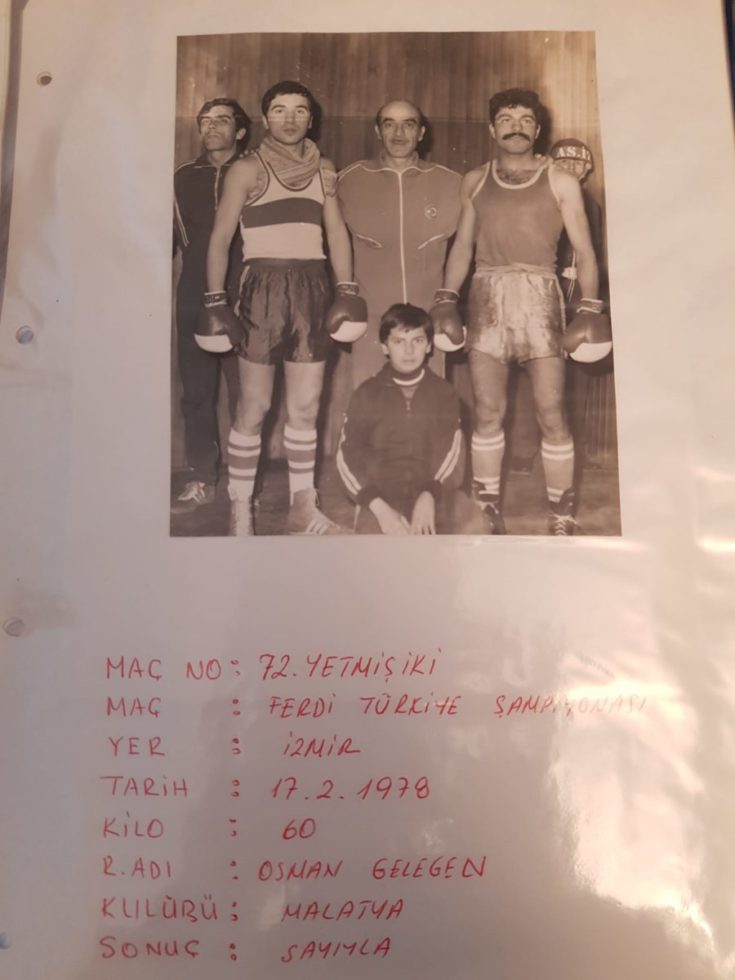 AS.İ
MAÇ NO : 72. YETMİŞİKİ
MAÇ : FERDİ TÜRKİYE ŞAMPİYONASI
YER : İZMİR
TARİH : 17.2.1978
KİLO : 60
R.ADI : OSMAN GELEGEN
KULÜBÜ : MALATYA
SONUÇ : SAYIYLA